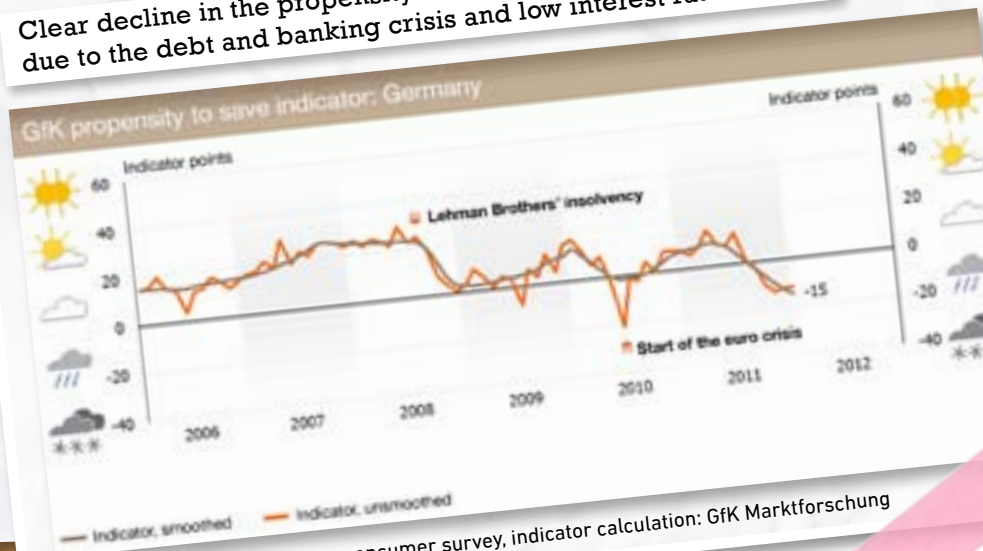 Clear decline in the propensity
due to the debt and banking crisis and low interest
GfK propensity to save indicator: Germany
Indicator points
Indicator points
60
40
20
0
-20
-40
60
40
20
0
-20
-40
Lehman Brothers' insolvency
-15
Start of the euro crisis
2006
2007
2008
2009
2010
2011
2012
Indicator, smoothed
Indicator, unsmoothed
survey, indicator calculation: GfK Marktforschung